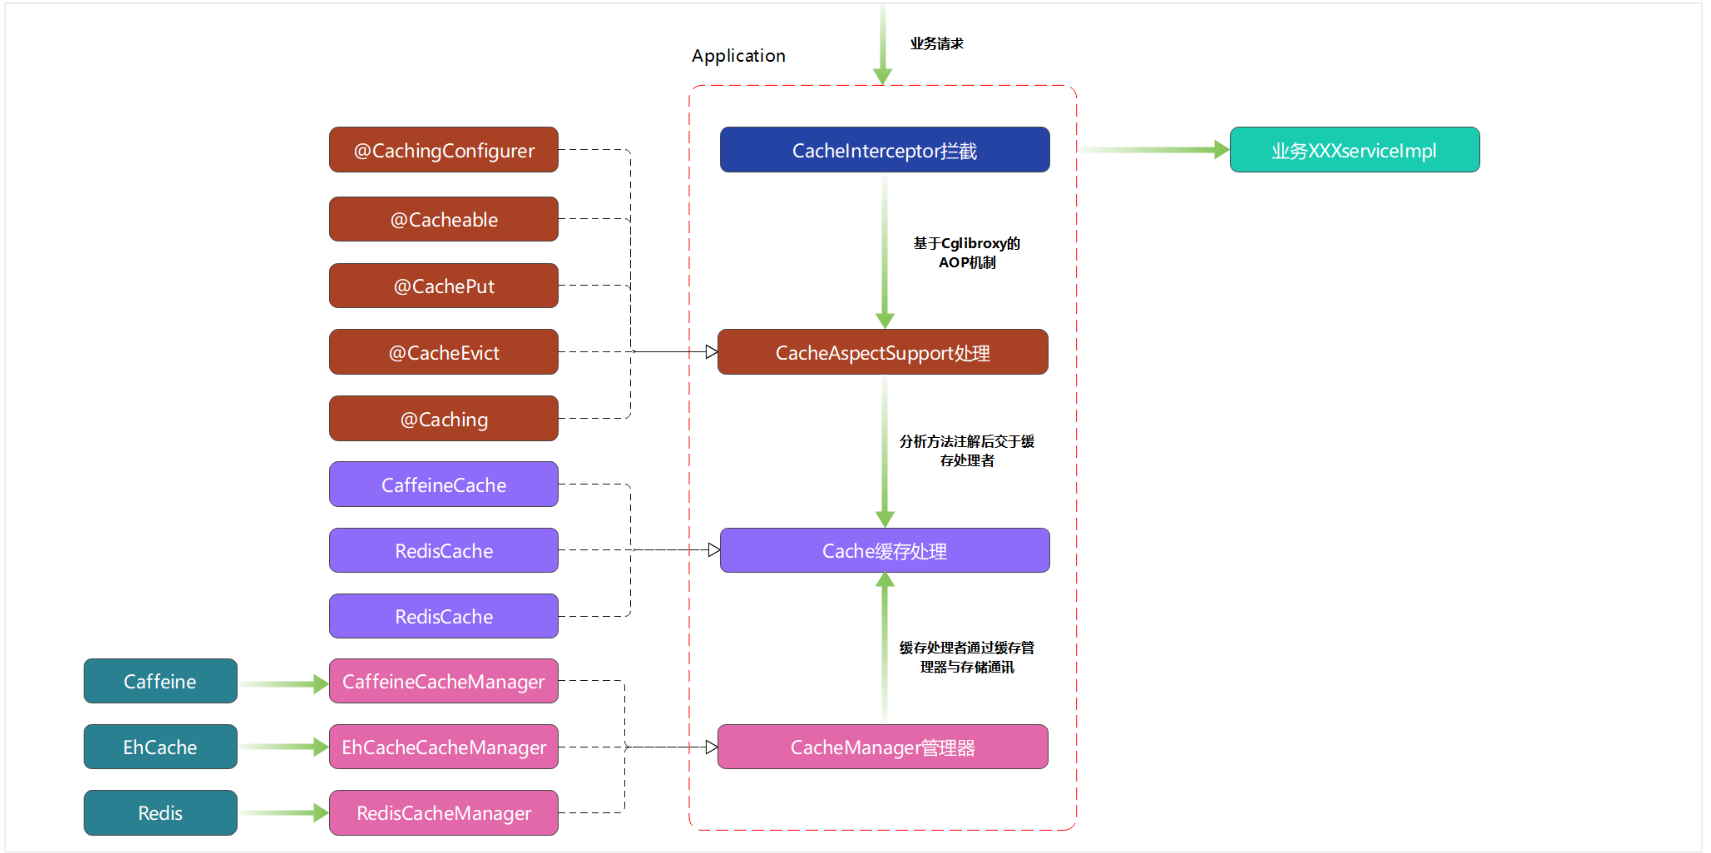 业务请求
Application
@CachingConfigurer
CacheInterceptor拦截
业务XXXserviceImpl
@Cacheable
基于Cglibroxy的
AOP机制
@CachePut
@CacheEvict
CacheAspectSupport处理
@Caching
分析方法注解后交于缓
存处理者
CaffeineCache
RedisCache
Cache缓存处理
RedisCache
缓存处理者通过缓存管
理器与存储通讯
Caffeine
CaffeineCacheManager
EhCache
EhCacheCacheManager
CacheManager管理器
Redis
RedisCacheManager